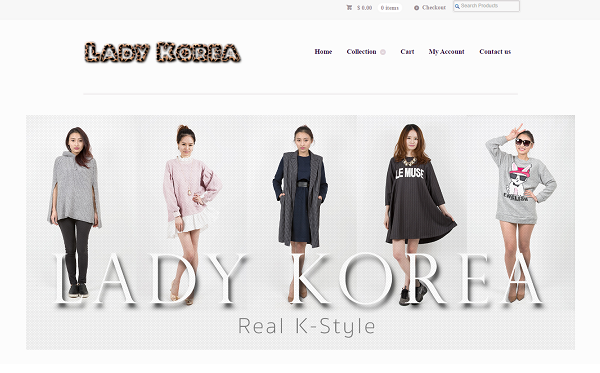 $ 0.00 0 items Checkout Search Products
LADY KOREA
Home Collection Cart My Account Contact us
LE MUSE
LADY KOREA
Real K-Style